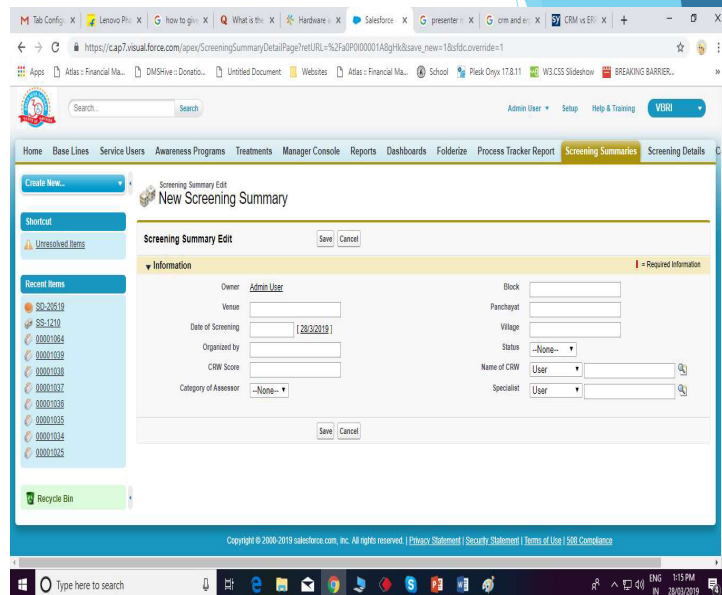 Tab Config
Lenovo Pho
how to giv
What is the
Hardware
Salesforce
presenter
crm and er
CRM vs ERP
https://c.ap7.visual.force.com/apex/ScreeningSummaryDetailPage?retURL=%2Fa0P0I00001A8gHk&save_new=1&sfdc.override=1
Apps Atlas :: Financial Ma... DMSHive :: Donatio... Untitled Document Websites Atlas :: Financial Ma... School Plesk Onyx 17.8.11 W3.CSS Slideshow BREAKING BARRIER... »
Search... Search Admin User Setup Help & Training VBRI
Home Base Lines Service Users Awareness Programs Treatments Manager Console Reports Dashboards Folderize Process Tracker Report Screening Summaries Screening Details
Create New...
Shortcut
Unresolved Items
Recent Items
SD-20519
SS-1210
00001064
00001039
00001038
00001037
00001036
00001035
00001034
00001025
Recycle Bin
Screening Summary Edit
New Screening Summary
Screening Summary Edit Save Cancel
Information = Required Information
Owner Admin User Block
Venue Panchayat
Date of Screening [ 28/3/2019 ] Village
Organized by Status --None--
CRW Score Name of CRW User
Category of Assessor --None-- Specialist User
Save Cancel
Copyright © 2000-2019 salesforce.com, inc. All rights reserved. | Privacy Statement | Security Statement | Terms of Use | 508 Compliance
Type here to search
ENG 1:15 PM
IN 28/03/2019